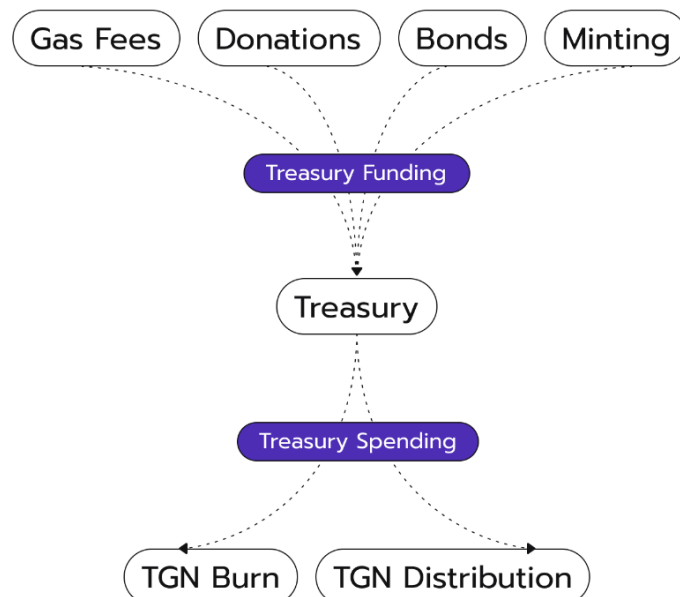 Gas Fees
Donations
Bonds
Minting
Treasury Funding
Treasury
Treasury Spending
TGN Burn
TGN Distribution